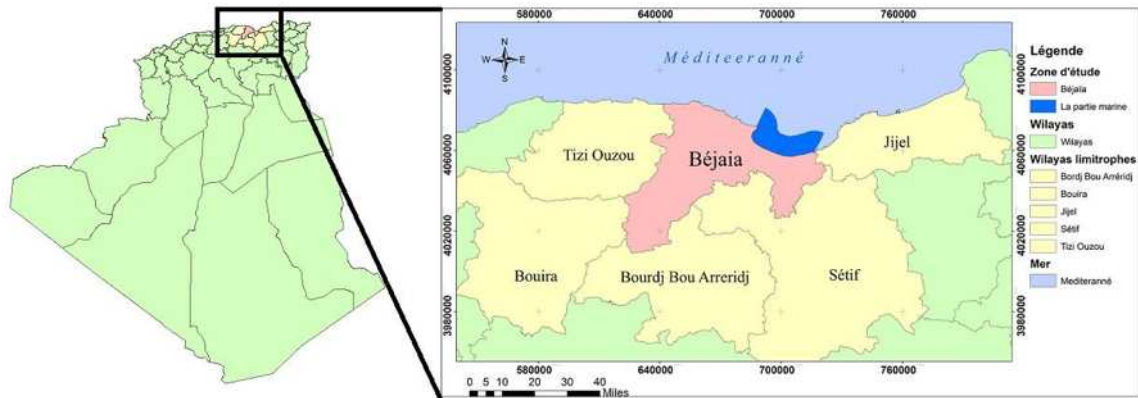 580000 640000 700000 760000
N
W E
S
Méditeeranné
4100000 4060000 4020000 3980000
4100000 4060000 4020000 3980000
Tizi Ouzou
Béjaia
Jijel
Bouira
Bourdj Bou Arreridj
Sétif
580000 640000 700000 760000
0 5 10 20 30 40
Miles
Légende
Zone d'étude
Béjaïa
La partie marine
Wilayas
Wilayas
Wilayas limitrophes
Bordj Bou Arréridj
Bouira
Jijel
Sétif
Tizi Ouzou
Mer
Mediteranné